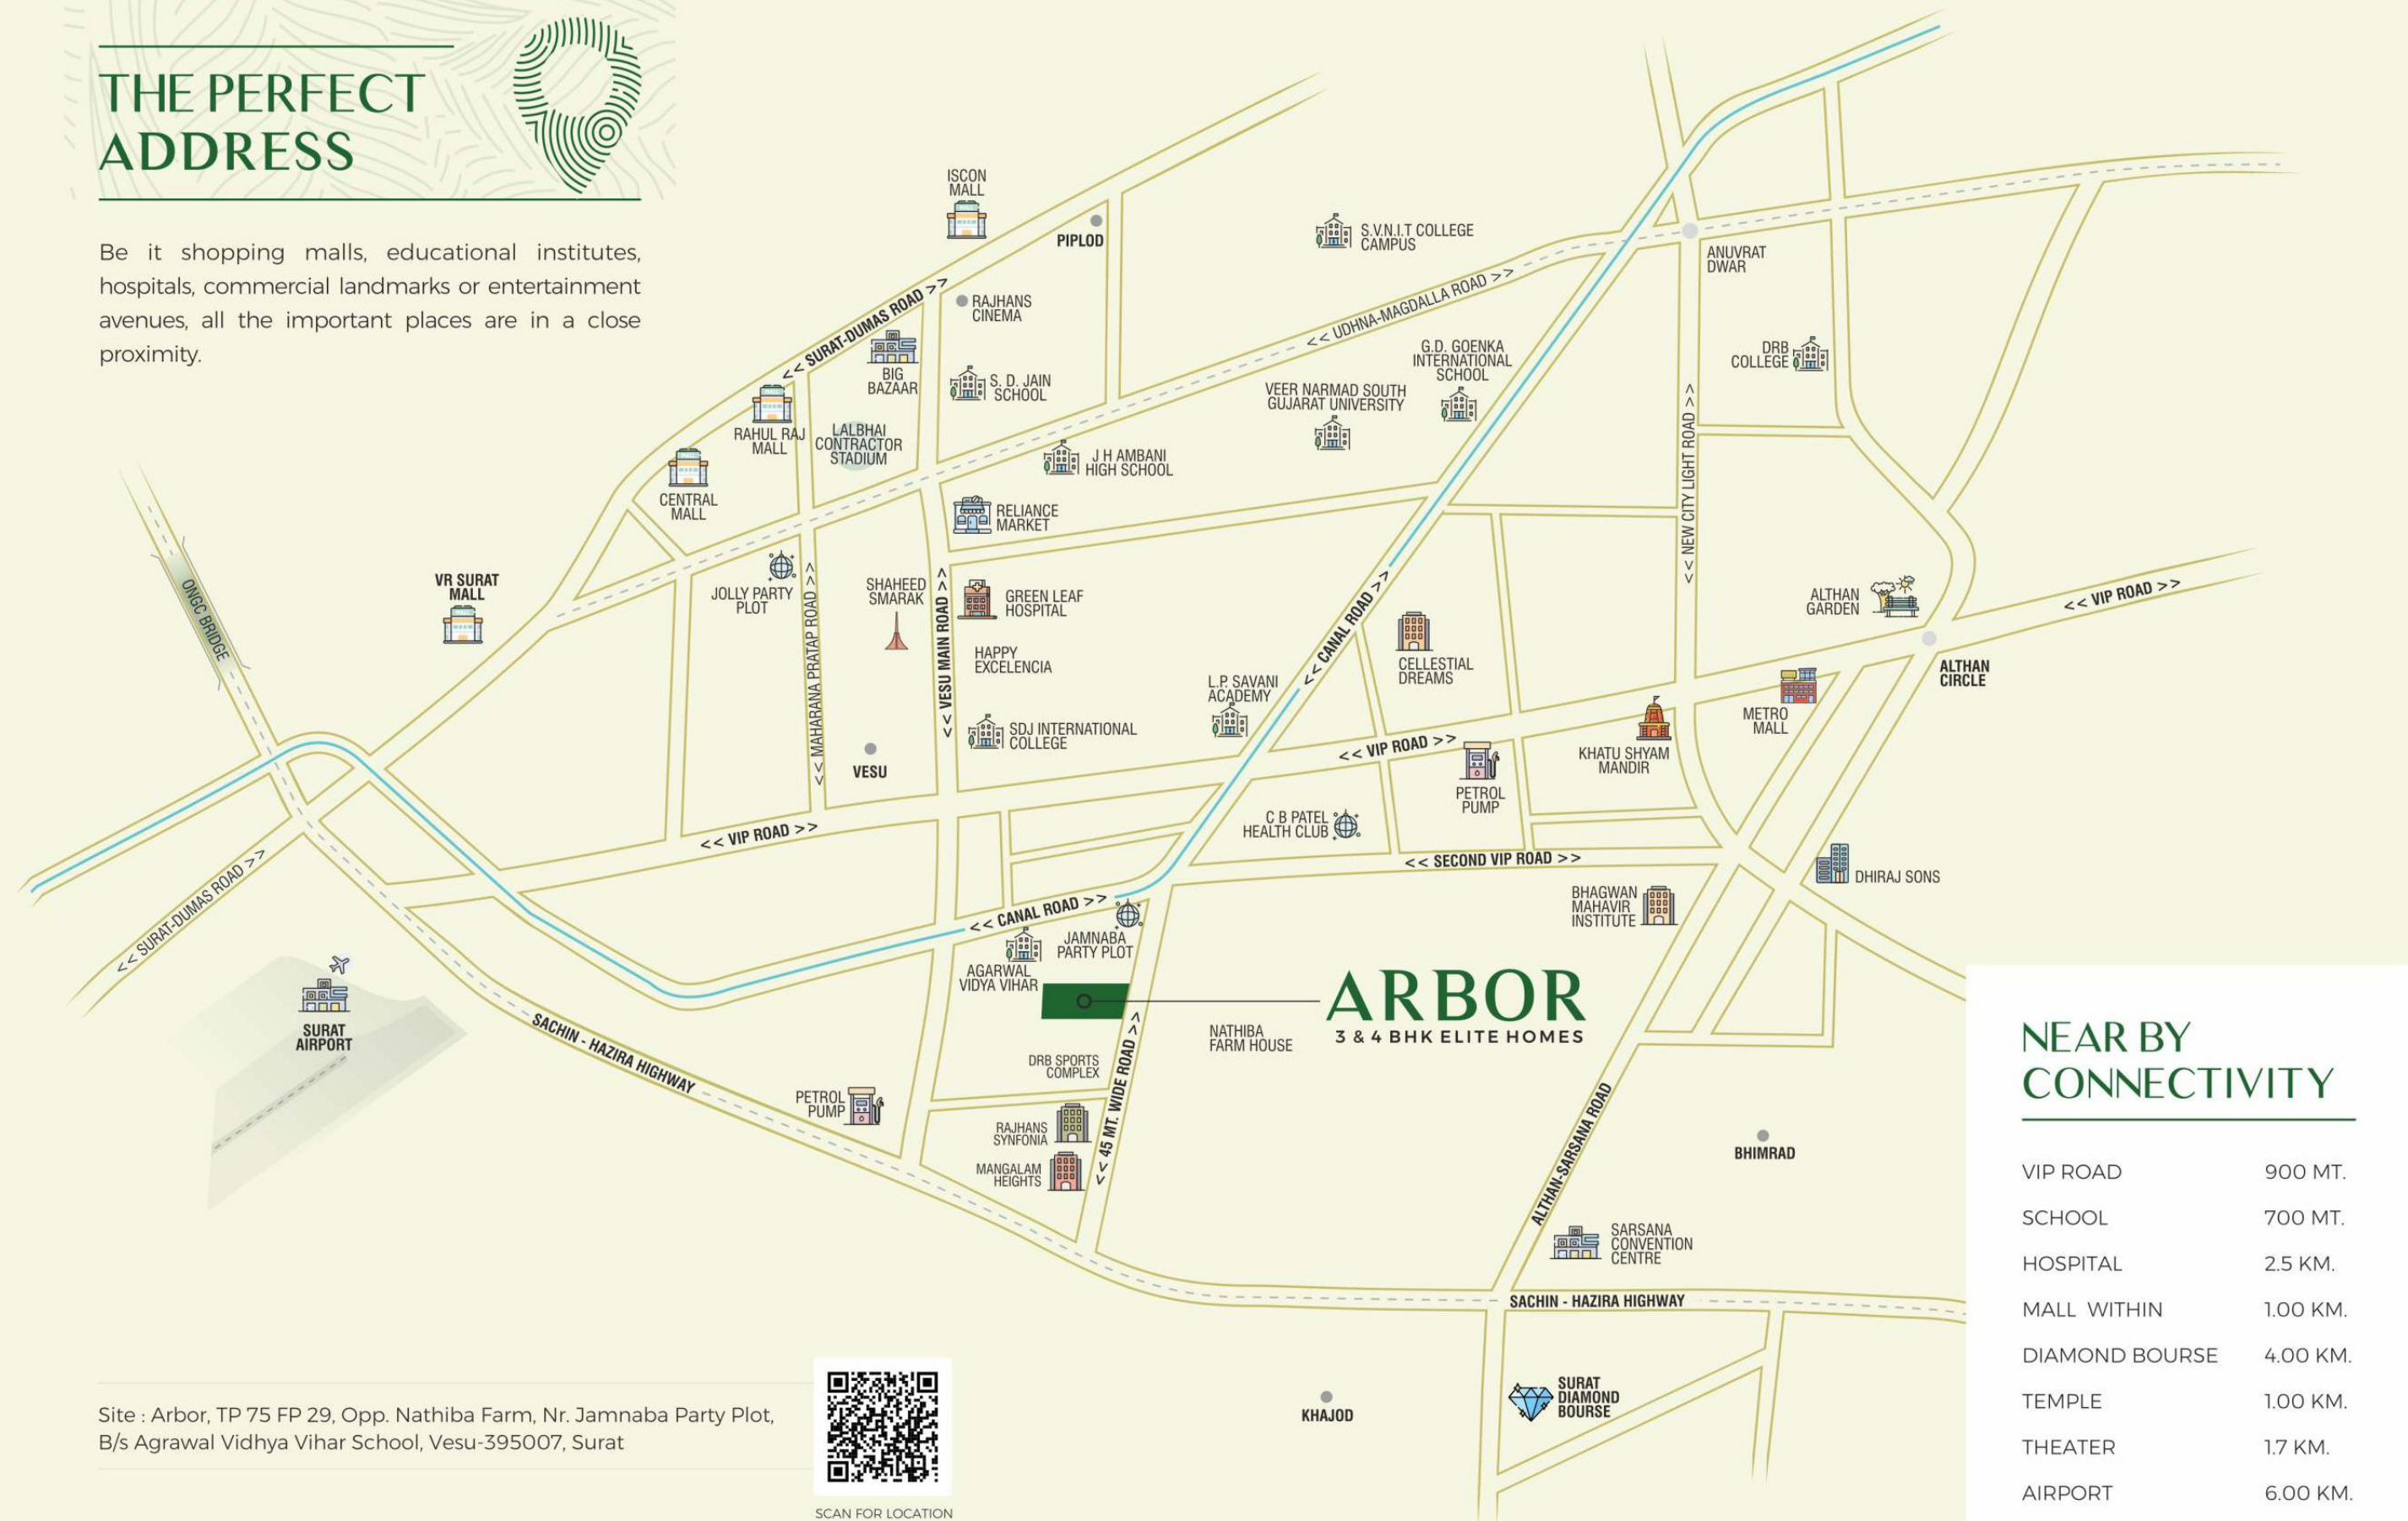 THE PERFECT
ADDRESS
Be it shopping malls, educational institutes,
hospitals, commercial landmarks or entertainment
avenues, all the important places are in a close
proximity.
ISCON
MALL
PIPLOD
S.V.N.I.T COLLEGE
CAMPUS
ANUVRAT
DWAR
<< SURAT-DUMAS ROAD >>
RAJHANS
CINEMA
<< UDHNA-MAGDALLA ROAD >>
BIG
BAZAAR
S. D. JAIN
SCHOOL
G.D. GOENKA
INTERNATIONAL
SCHOOL
VEER NARMAD SOUTH
GUJARAT UNIVERSITY
DRB
COLLEGE
RAHUL RAJ
MALL
LALBHAI
CONTRACTOR
STADIUM
J H AMBANI
HIGH SCHOOL
CENTRAL
MALL
RELIANCE
MARKET
<< NEW CITY LIGHT ROAD >>
ONGC BRIDGE
VR SURAT
MALL
JOLLY PARTY
PLOT
<< MAHARANA PRATAP ROAD >>
SHAHEED
SMARAK
<< VESU MAIN ROAD >>
GREEN LEAF
HOSPITAL
HAPPY
EXCELENCIA
<< CANAL ROAD >>
CELLESTIAL
DREAMS
ALTHAN
GARDEN
<< VIP ROAD >>
ALTHAN
CIRCLE
L.P. SAVANI
ACADEMY
SDJ INTERNATIONAL
COLLEGE
METRO
MALL
<< VIP ROAD >>
KHATU SHYAM
MANDIR
VESU
PETROL
PUMP
<< VIP ROAD >>
C B PATEL
HEALTH CLUB
<< SECOND VIP ROAD >>
DHIRAJ SONS
<< SURAT-DUMAS ROAD >>
<< CANAL ROAD >>
BHAGWAN
MAHAVIR
INSTITUTE
JAMNABA
PARTY PLOT
AGARWAL
VIDYA VIHAR
ARBOR
3 & 4 BHK ELITE HOMES
SURAT
AIRPORT
SACHIN - HAZIRA HIGHWAY
NATHIBA
FARM HOUSE
DRB SPORTS
COMPLEX
<< 45 MT. WIDE ROAD >>
PETROL
PUMP
RAJHANS
SYNFONIA
MANGALAM
HEIGHTS
ALTHAN-SARSANA ROAD
BHIMRAD
SARSANA
CONVENTION
CENTRE
SACHIN - HAZIRA HIGHWAY
KHAJOD
SURAT
DIAMOND
BOURSE
NEAR BY
CONNECTIVITY
VIP ROAD 900 MT.
SCHOOL 700 MT.
HOSPITAL 2.5 KM.
MALL WITHIN 1.00 KM.
DIAMOND BOURSE 4.00 KM.
TEMPLE 1.00 KM.
THEATER 1.7 KM.
AIRPORT 6.00 KM.
Site : Arbor, TP 75 FP 29, Opp. Nathiba Farm, Nr. Jamnaba Party Plot,
B/s Agrawal Vidhya Vihar School, Vesu-395007, Surat
SCAN FOR LOCATION